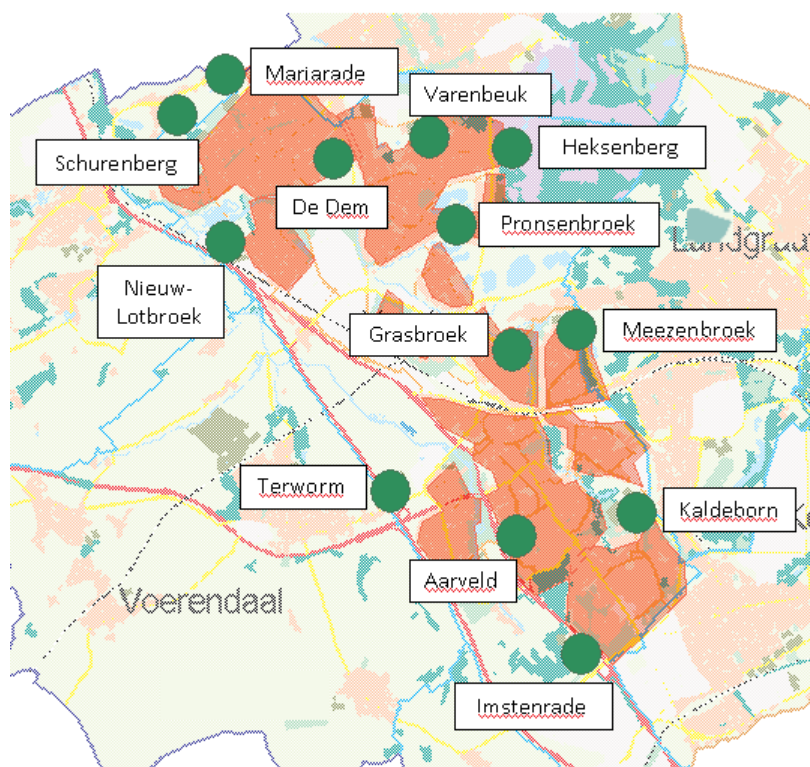 Mariarade
Varenbeuk
Schurenberg
Heksenberg
De Dem
Pronsenbroek
Nieuw-
Lotbroek
Grasbroek
Meezenbroek
Terworm
Kaldeborn
Aarveld
Voerendaal
Imstenrade